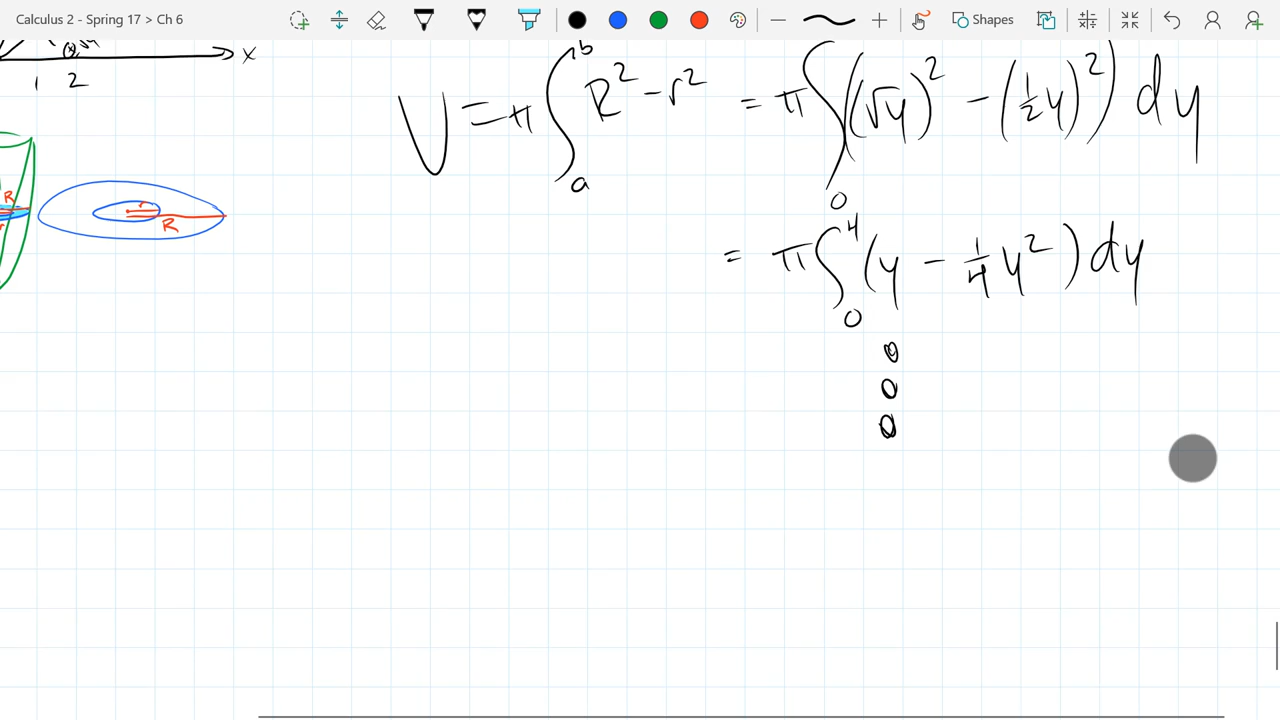 Calculus 2 - Spring 17 > Ch 6
Shapes
x
1 2
V = π ∫_a^b R² - r² = π ∫_0 ((√y)² - (½y)²) dy
R
r
R
= π ∫_0^4 (y - ¼y²) dy